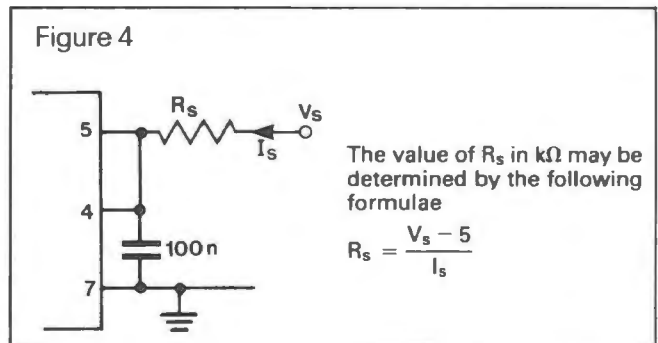 Figure 4
Rs
Vs
5
Is
4
100n
7
The value of Rs in kΩ may be
determined by the following
formulae
Rs = Vs − 5
Is